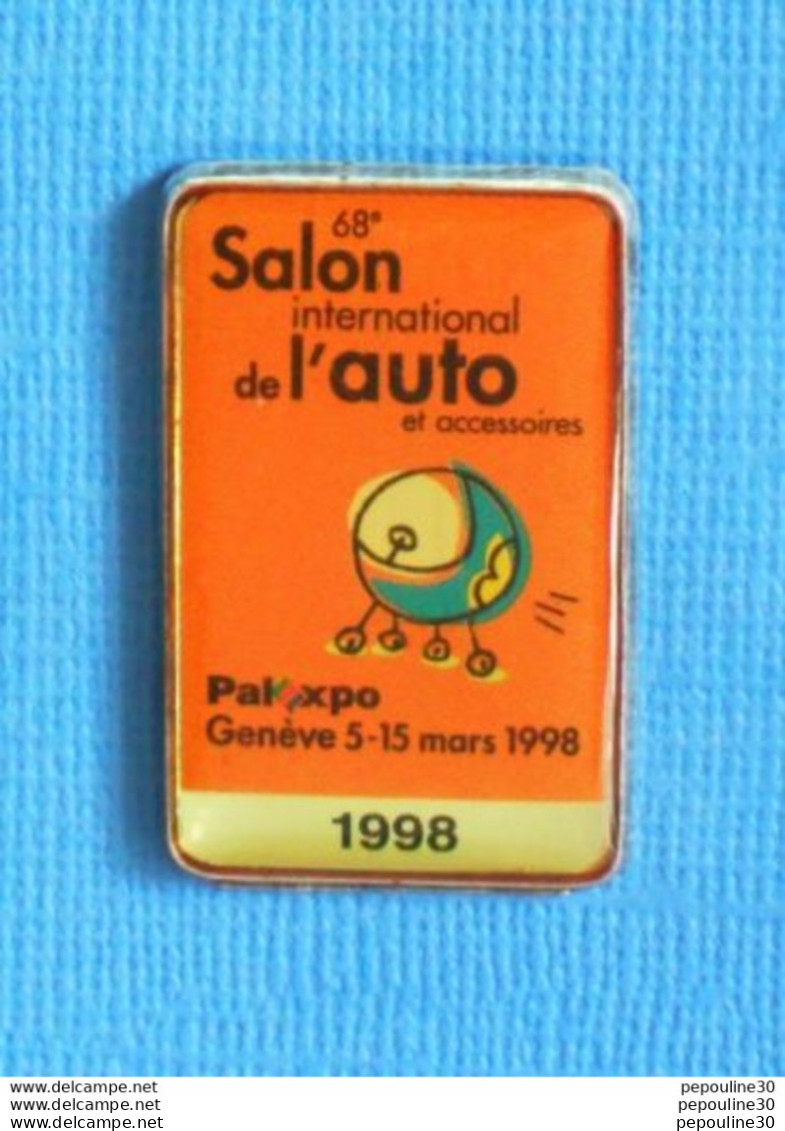 68e
Salon
international
de l'auto
et accessoires
Palexpo
Genève 5-15 mars 1998
1998
www.delcampe.net pepouline30
www.delcampe.net pepouline30
www.delcampe.net pepouline30